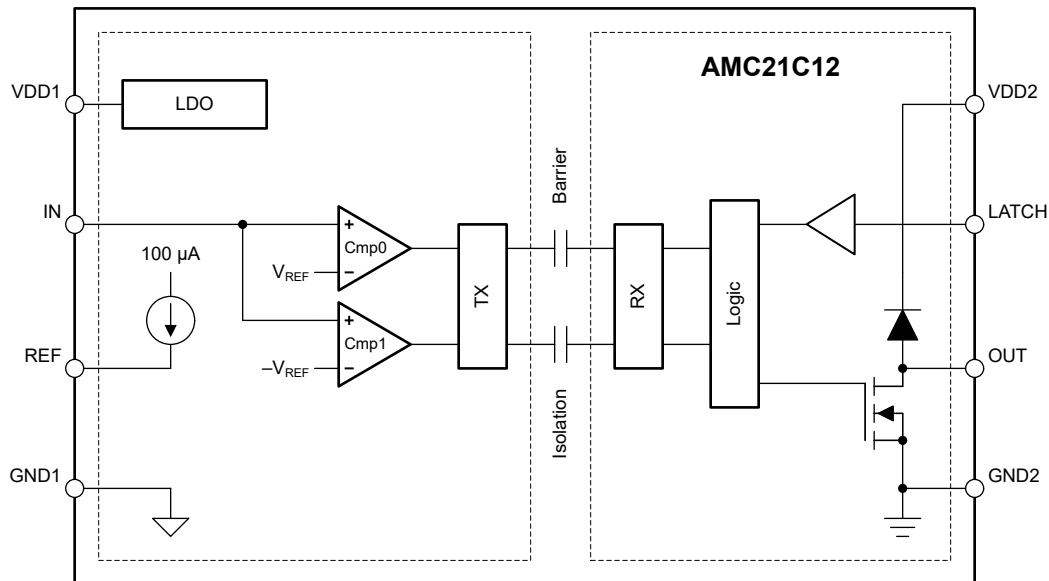 AMC21C12
VDD1
LDO
VDD2
Barrier
IN
LATCH
+
Cmp0
100 µA
VREF
−
TX
RX
Logic
+
Cmp1
REF
−VREF
−
OUT
Isolation
GND1
GND2